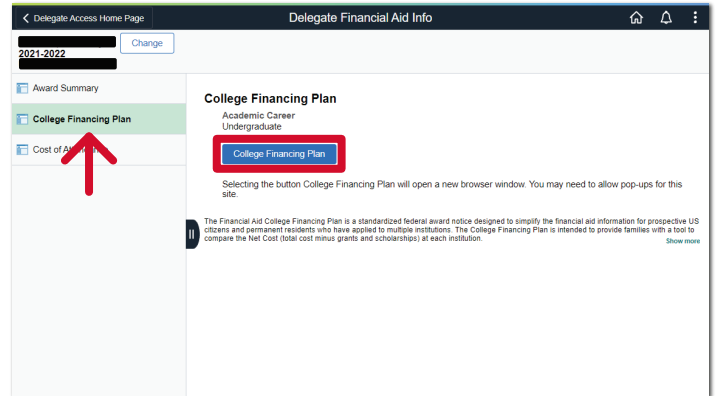 Delegate Access Home Page
Delegate Financial Aid Info
2021-2022
Change
Award Summary
College Financing Plan
Cost of
College Financing Plan
Academic Career
Undergraduate
College Financing Plan
Selecting the button College Financing Plan will open a new browser window. You may need to allow pop-ups for this
site.
The Financial Aid College Financing Plan is a standardized federal award notice designed to simplify the financial aid information for prospective US
citizens and permanent residents who have applied to multiple institutions. The College Financing Plan is intended to provide families with a tool to
compare the Net Cost (total cost minus grants and scholarships) at each institution.
Show more